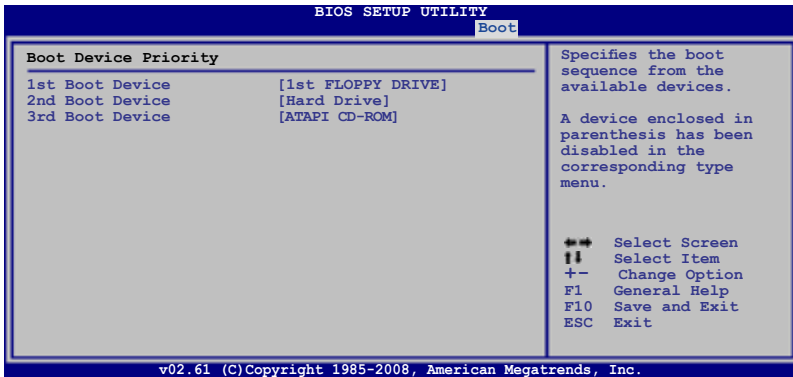 BIOS SETUP UTILITY
Boot
Boot Device Priority
1st Boot Device [1st FLOPPY DRIVE]
2nd Boot Device [Hard Drive]
3rd Boot Device [ATAPI CD-ROM]
Specifies the boot
sequence from the
available devices.
A device enclosed in
parenthesis has been
disabled in the
corresponding type
menu.
←→ Select Screen
↑↓ Select Item
+- Change Option
F1 General Help
F10 Save and Exit
ESC Exit
v02.61 (C)Copyright 1985-2008, American Megatrends, Inc.